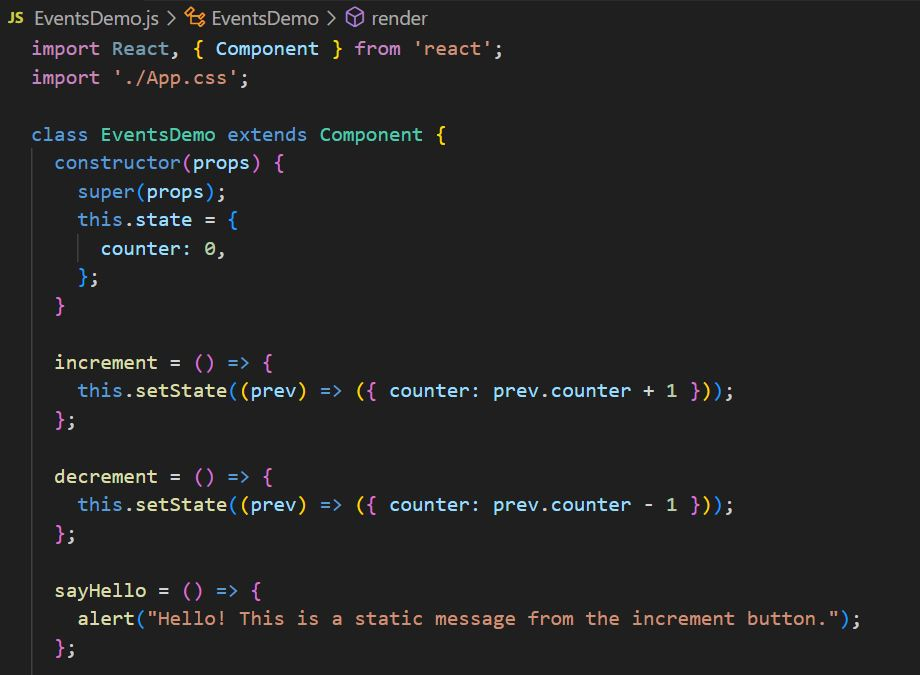 JS EventsDemo.js > EventsDemo > render
import React, { Component } from 'react';
import './App.css';
class EventsDemo extends Component {
  constructor(props) {
    super(props);
    this.state = {
      counter: 0,
    };
  }
  increment = () => {
    this.setState((prev) => ({ counter: prev.counter + 1 }));
  };
  decrement = () => {
    this.setState((prev) => ({ counter: prev.counter - 1 }));
  };
  sayHello = () => {
    alert("Hello! This is a static message from the increment button.");
  };